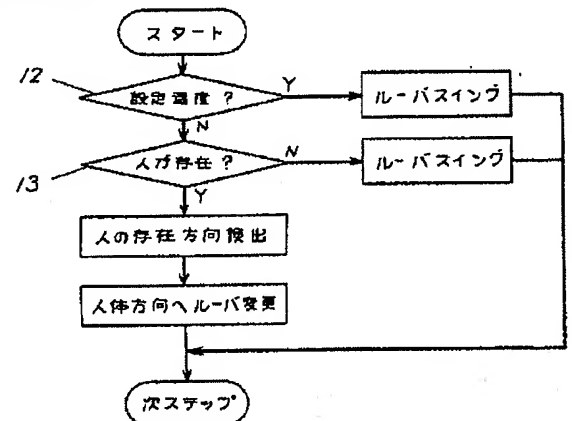 スタート
12
設定温度?
Y
ルーバスイング
N
13
人が存在?
N
ルーバスイング
Y
人の存在方向検出
人体方向へルーバ変更
次ステップ